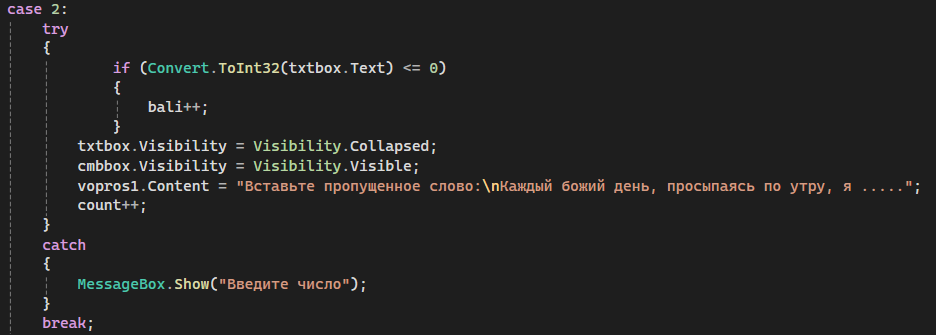 case 2:
try
{
if (Convert.ToInt32(txtbox.Text) <= 0)
{
bali++;
}
txtbox.Visibility = Visibility.Collapsed;
cmbbox.Visibility = Visibility.Visible;
vopros1.Content = "Вставьте пропущенное слово:\nКаждый божий день, просыпаясь по утру, я .....";
count++;
}
catch
{
MessageBox.Show("Введите число");
}
break;